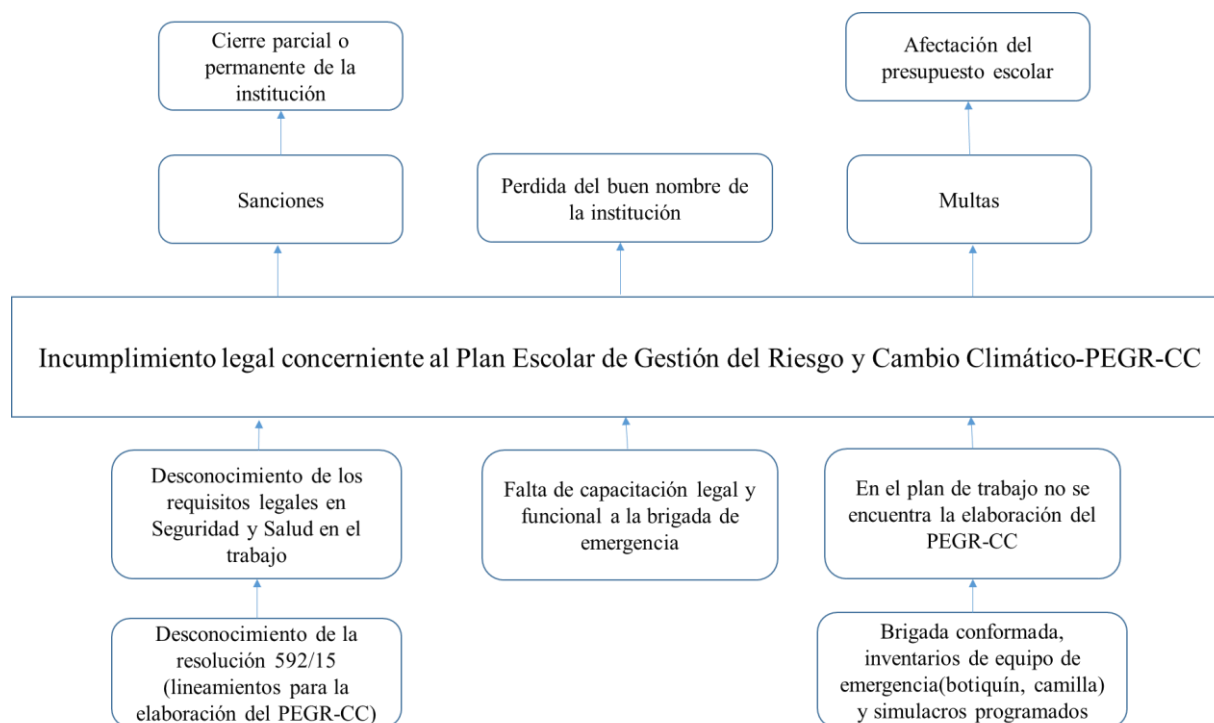 Cierre parcial o
permanente de la
institución
Afectación del
presupuesto escolar
Sanciones
Perdida del buen nombre de
la institución
Multas
Incumplimiento legal concerniente al Plan Escolar de Gestión del Riesgo y Cambio Climático-PEGR-CC
Desconocimiento de los
requisitos legales en
Seguridad y Salud en el
trabajo
Falta de capacitación legal y
funcional a la brigada de
emergencia
En el plan de trabajo no se
encuentra la elaboración del
PEGR-CC
Desconocimiento de la
resolución 592/15
(lineamientos para la
elaboración del PEGR-CC)
Brigada conformada,
inventarios de equipo de
emergencia(botiquín, camilla)
y simulacros programados